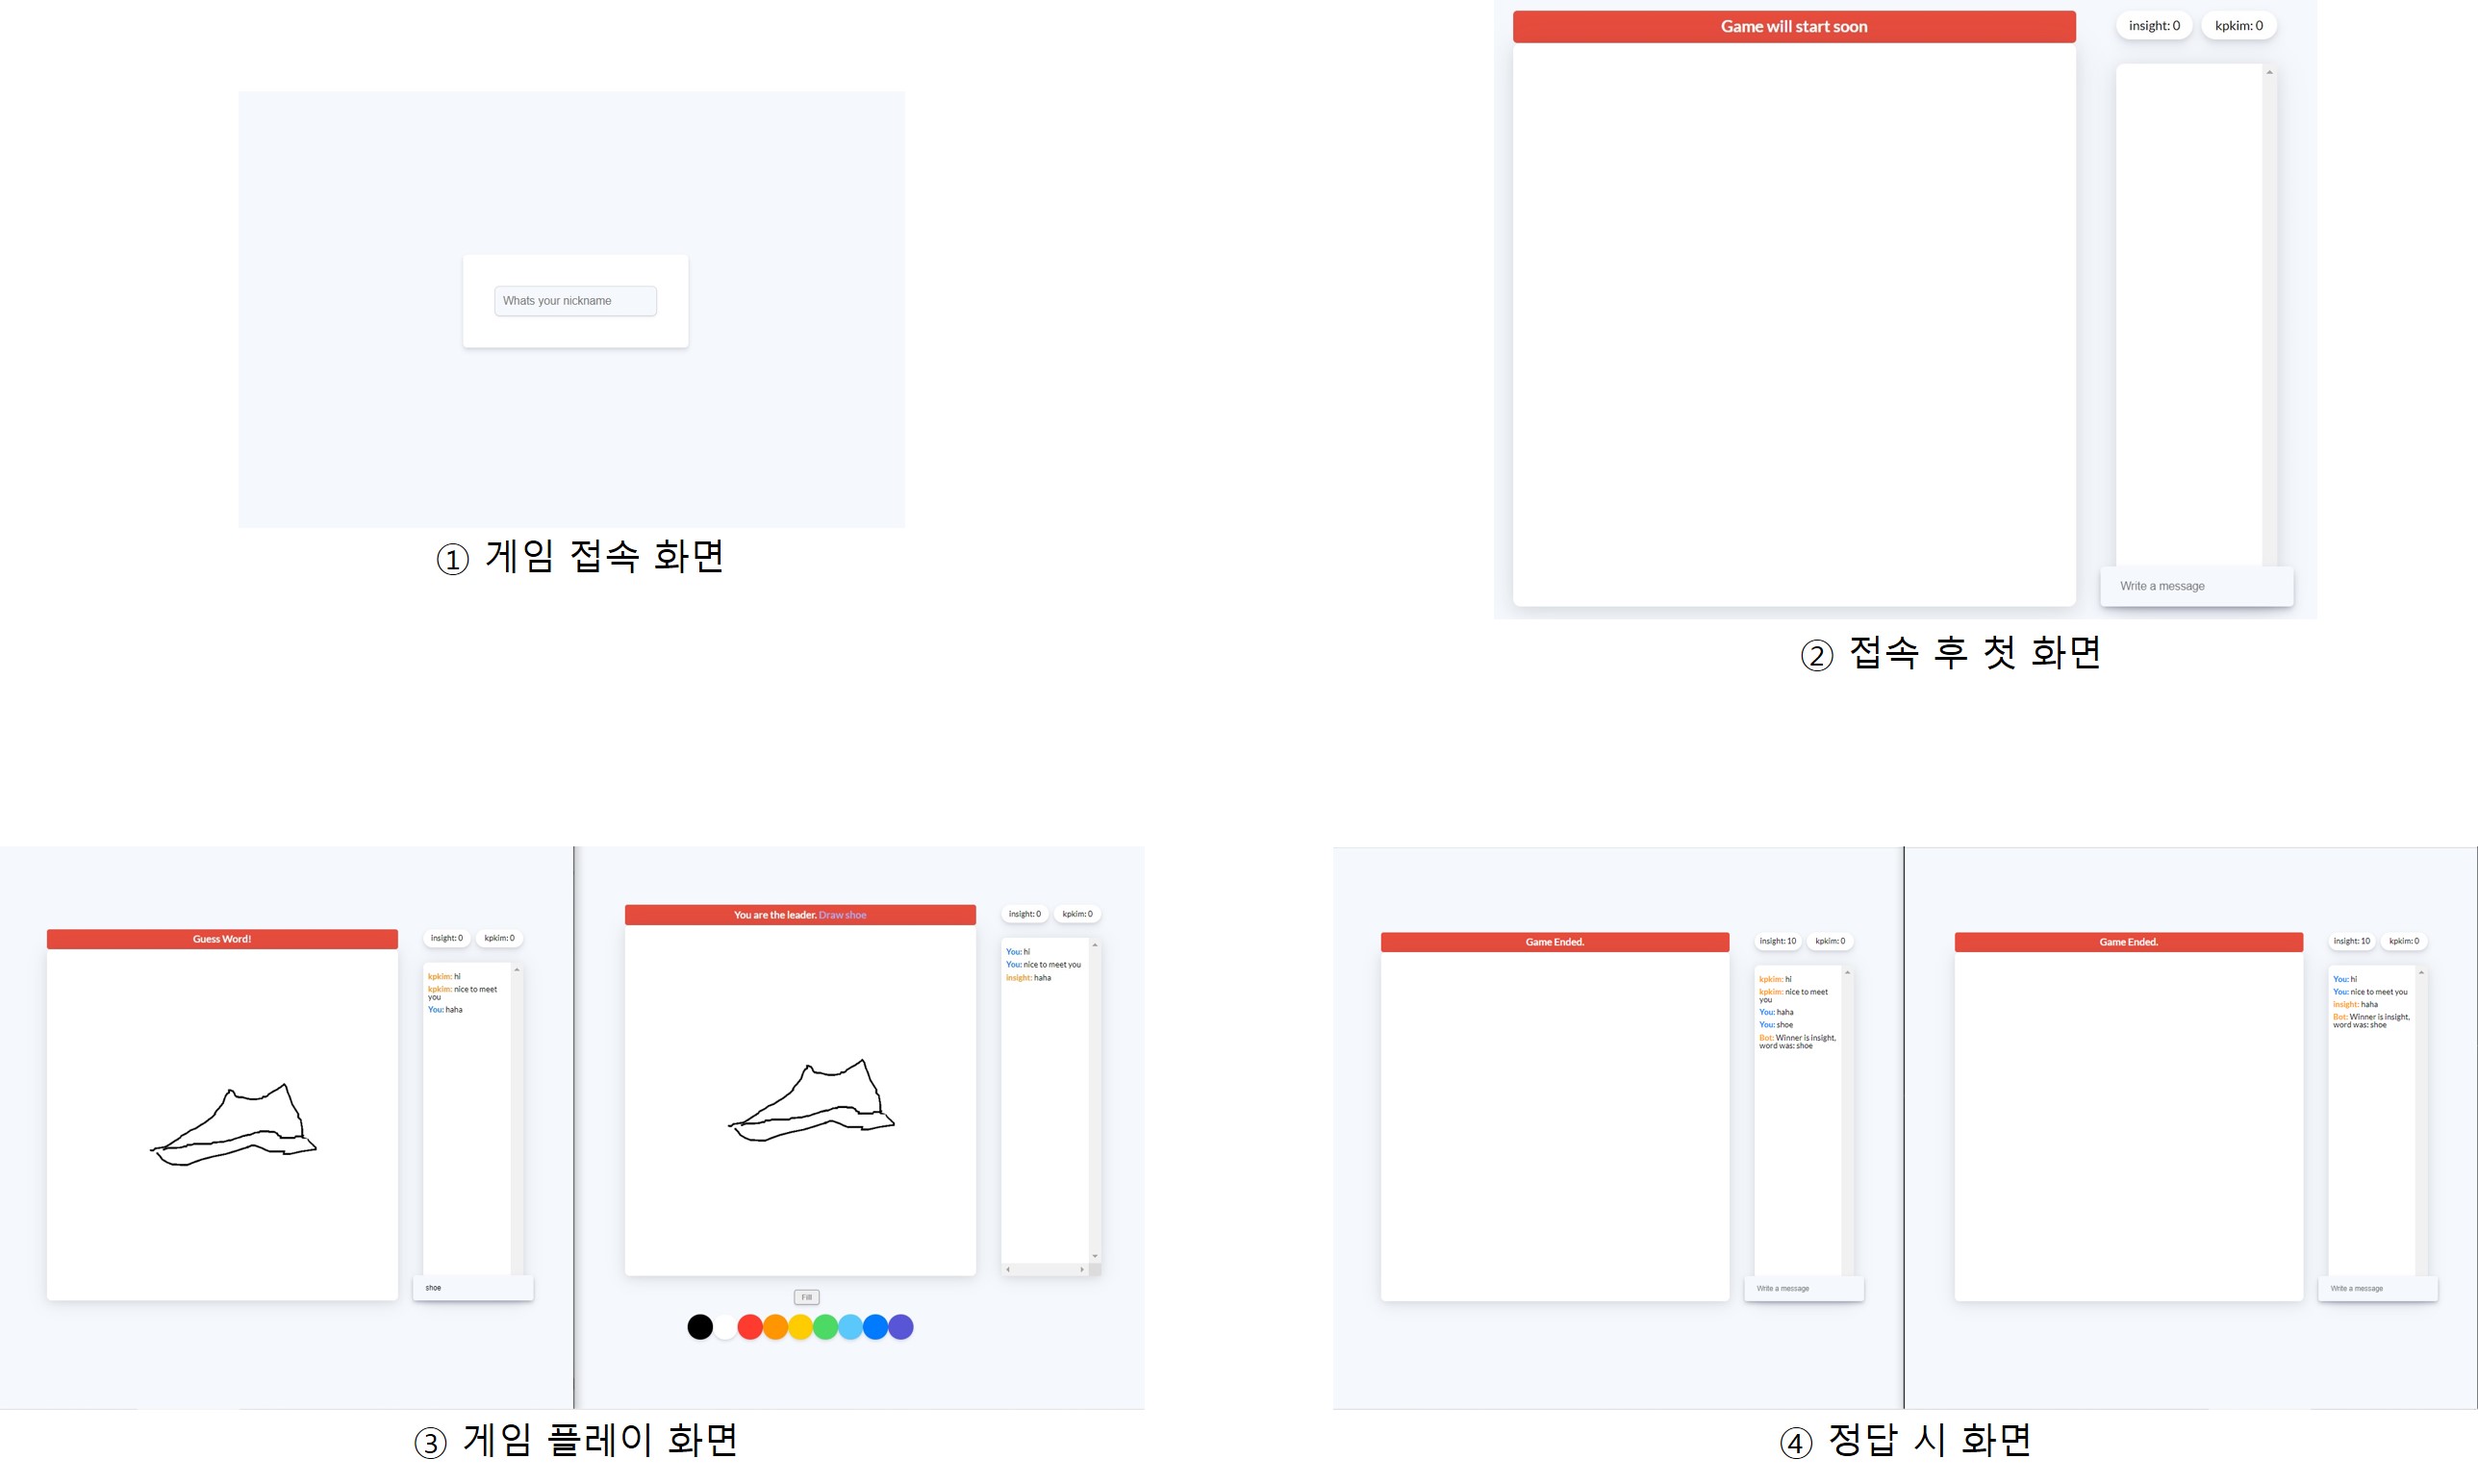 Whats your nickname
① 게임 접속 화면
Game will start soon
insight: 0
kpkim: 0
Write a message
② 접속 후 첫 화면
Guess Word!
insight: 0
kpkim: 0
kpkim: hi
kpkim: nice to meet
you
You: haha
shoe
You are the leader. Draw shoe
insight: 0
kpkim: 0
You: hi
You: nice to meet you
insight: haha
Fill
③ 게임 플레이 화면
Game Ended.
insight: 10
kpkim: 0
kpkim: hi
kpkim: nice to meet
you
You: haha
You: shoe
Bot: Winner is insight,
word was: shoe
Write a message
Game Ended.
insight: 10
kpkim: 0
You: hi
You: nice to meet you
insight: haha
Bot: Winner is insight,
word was: shoe
Write a message
④ 정답 시 화면